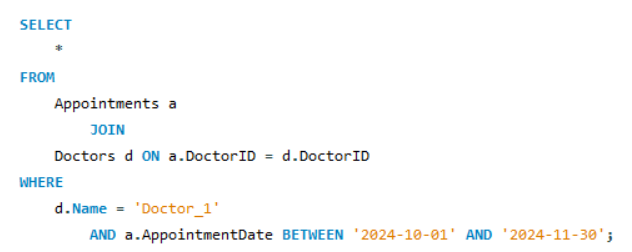 SELECT
*
FROM
Appointments a
JOIN
Doctors d ON a.DoctorID = d.DoctorID
WHERE
d.Name = 'Doctor_1'
AND a.AppointmentDate BETWEEN '2024-10-01' AND '2024-11-30';